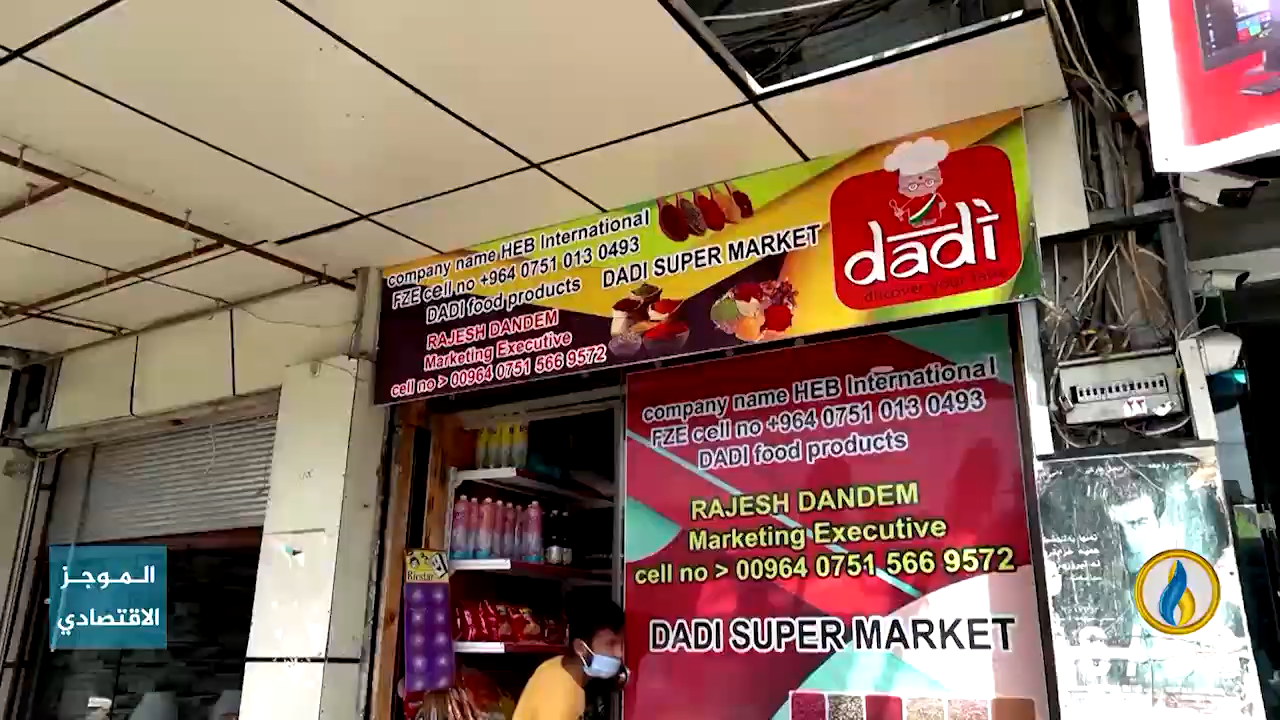 company name HEB International
FZE cell no +964 0751 013 0493
DADI food products
DADI SUPER MARKET
RAJESH DANDEM
Marketing Executive
cell no > 00964 0751 566 9572
dadì
discover your taste
company name HEB International
FZE cell no +964 0751 013 0493
DADI food products
RAJESH DANDEM
Marketing Executive
cell no > 00964 0751 566 9572
DADI SUPER MARKET
الموجز
الاقتصادي